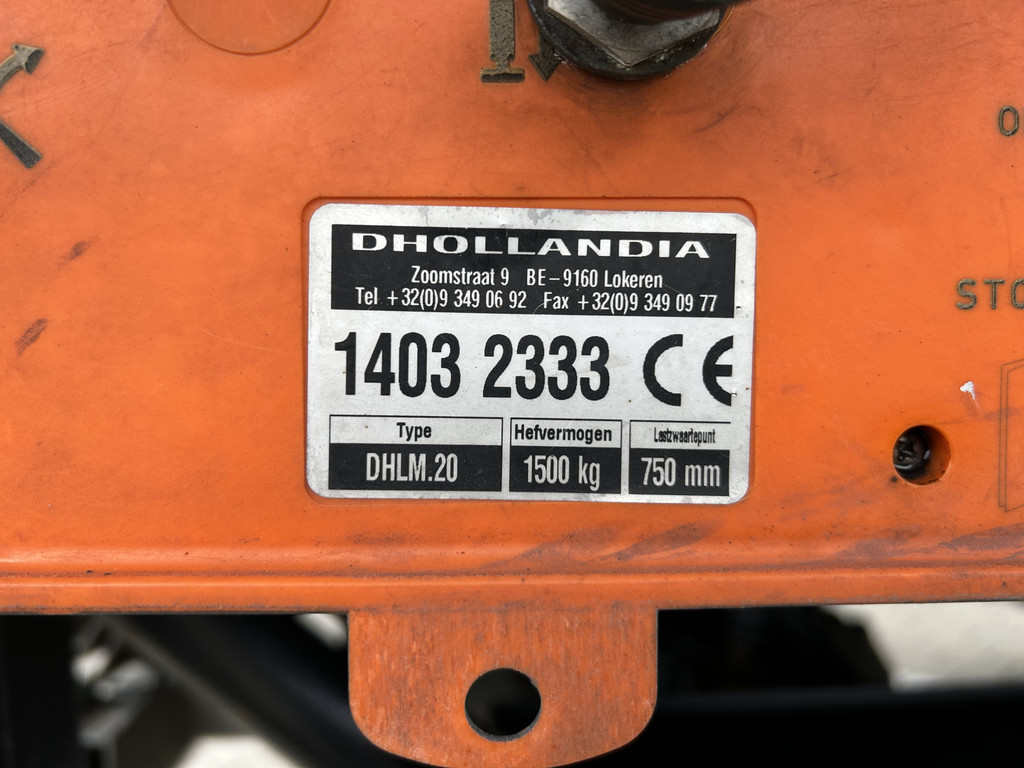 DHOLLANDIA
Zoomstraat 9 BE-9160 Lokeren
Tel +32(0)9 349 06 92 Fax +32(0)9 349 09 77
1403 2333 CE
Type Hefvermogen Lastzwaartepunt
DHLM.20 1500 kg 750 mm